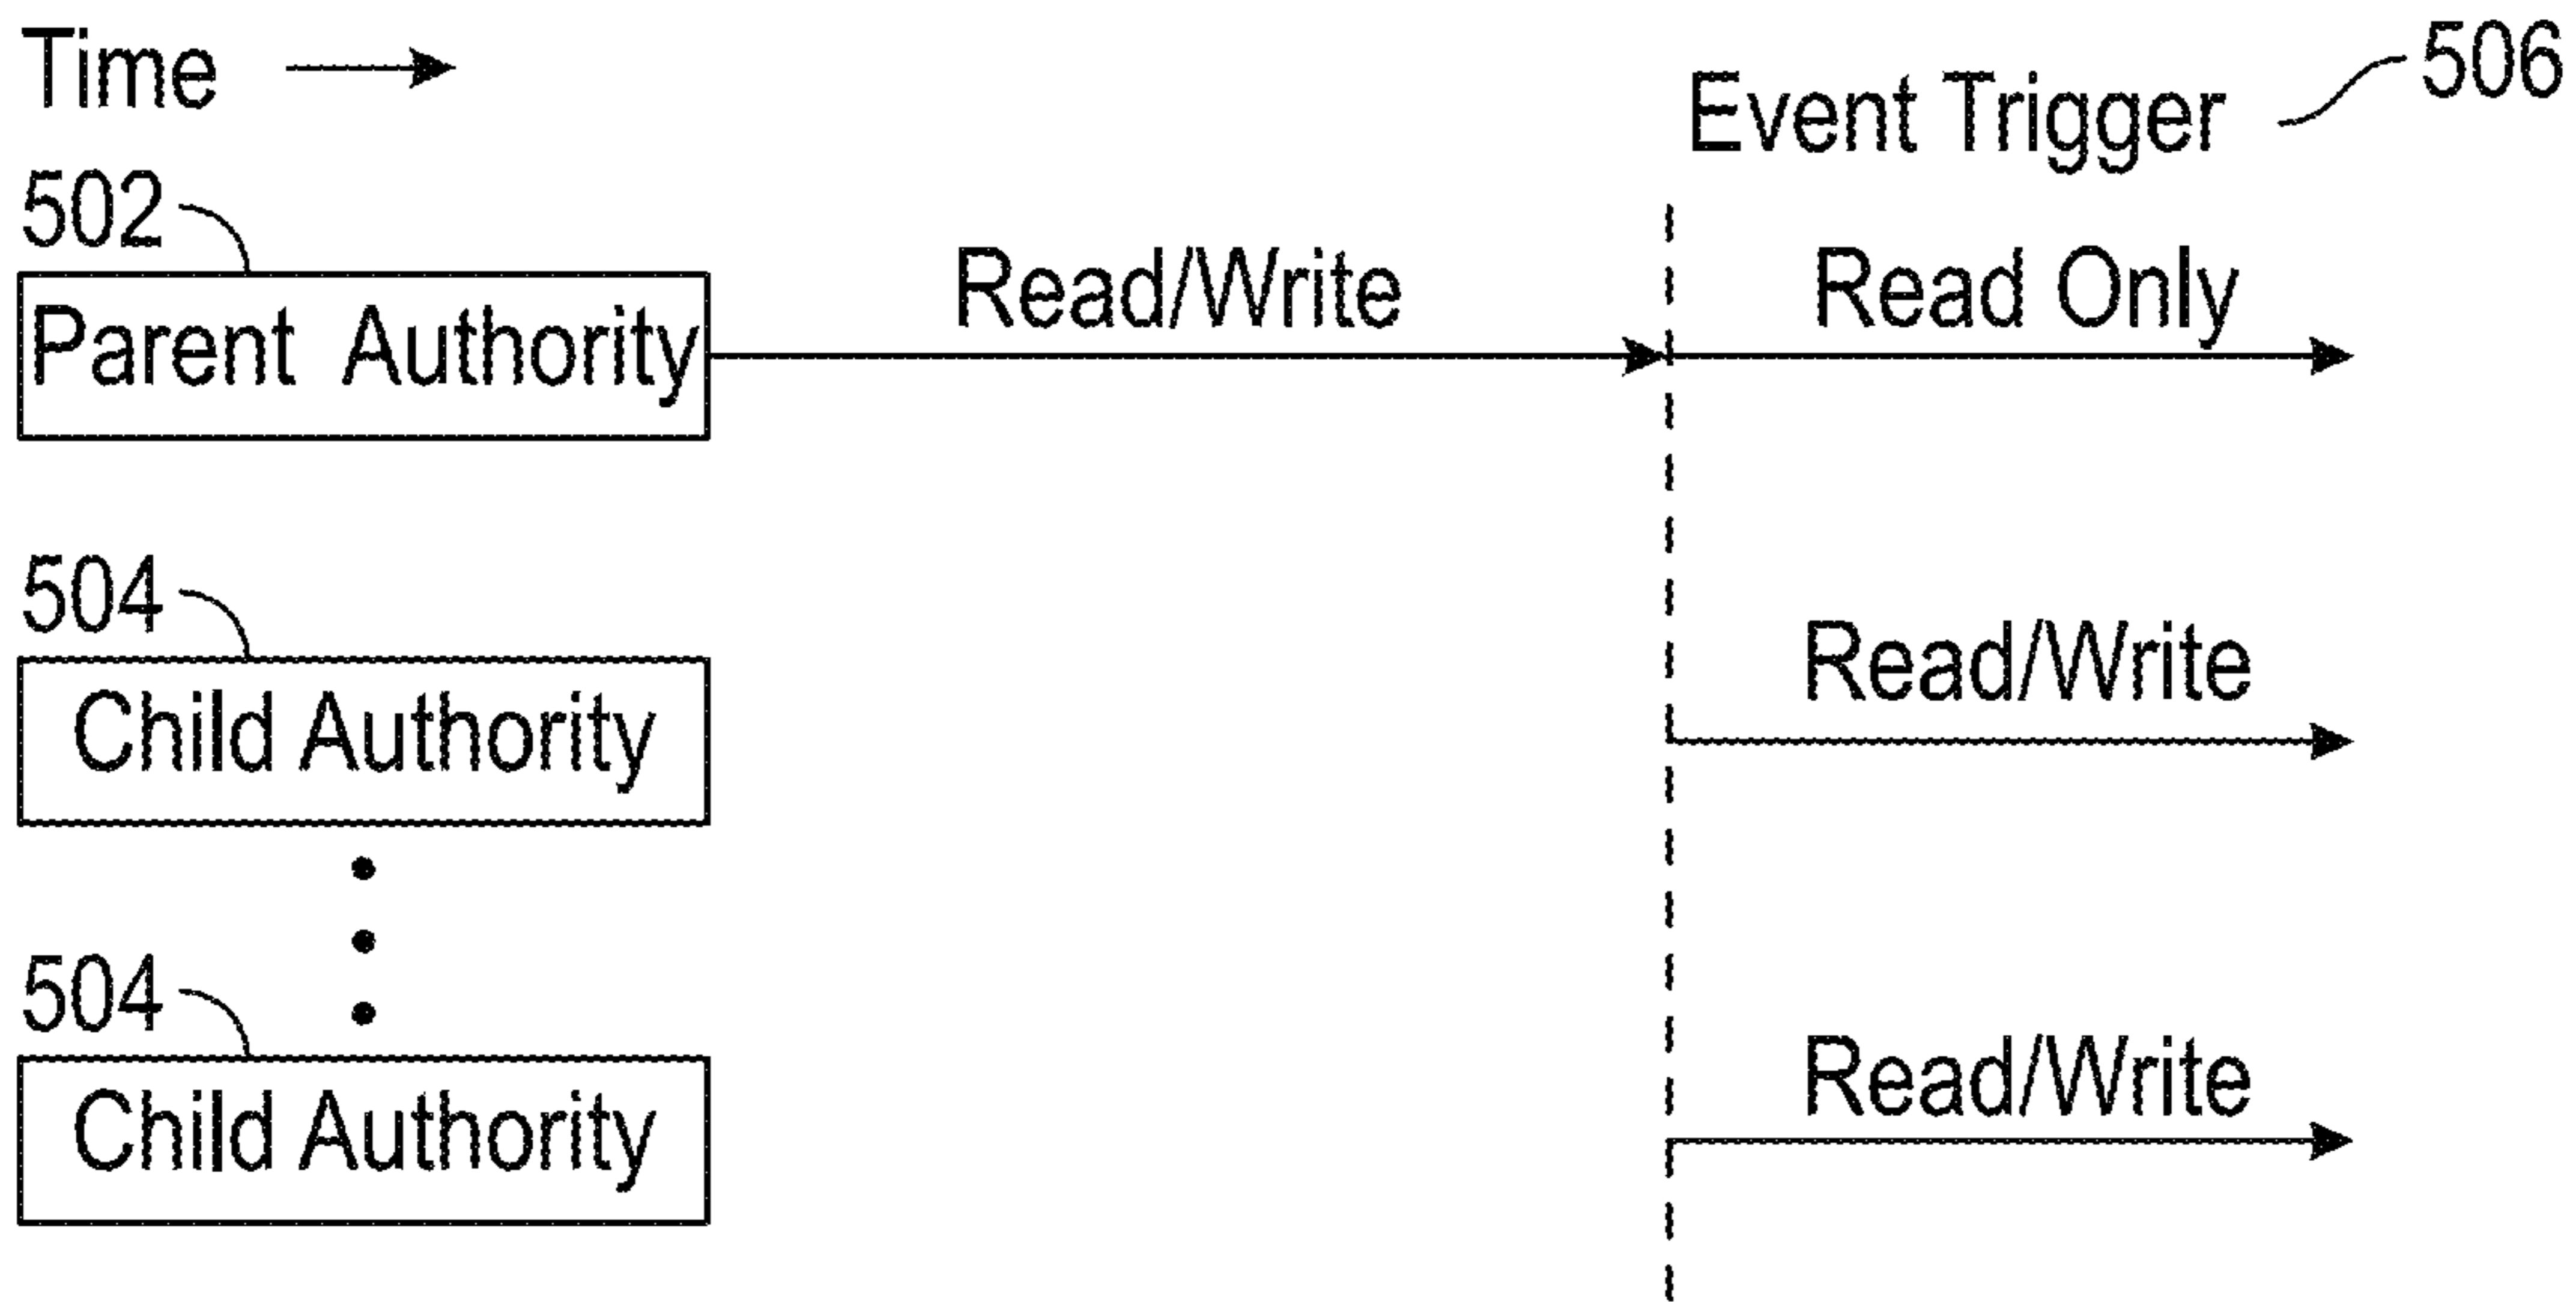 Time
506
Event Trigger
502
Parent Authority
Read/Write
Read Only
504
Child Authority
Read/Write
504
Child Authority
Read/Write